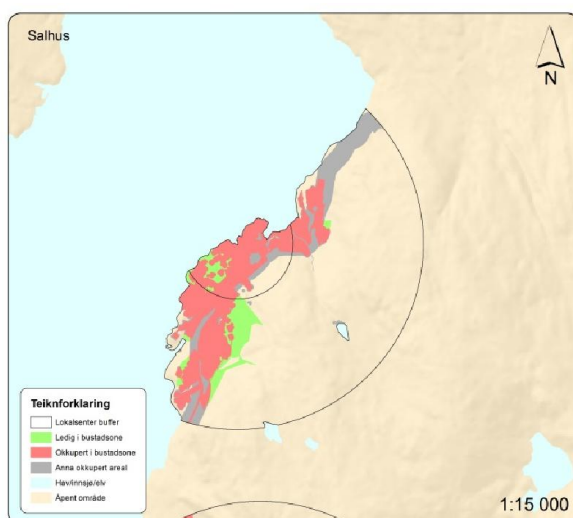 Salhus
N
Teiknforklaring
Lokalsenter buffer
Ledig i bustadsone
Okkupert i bustadsone
Anna okkupert areal
Hav/innsjø/elv
Åpent område
1:15 000